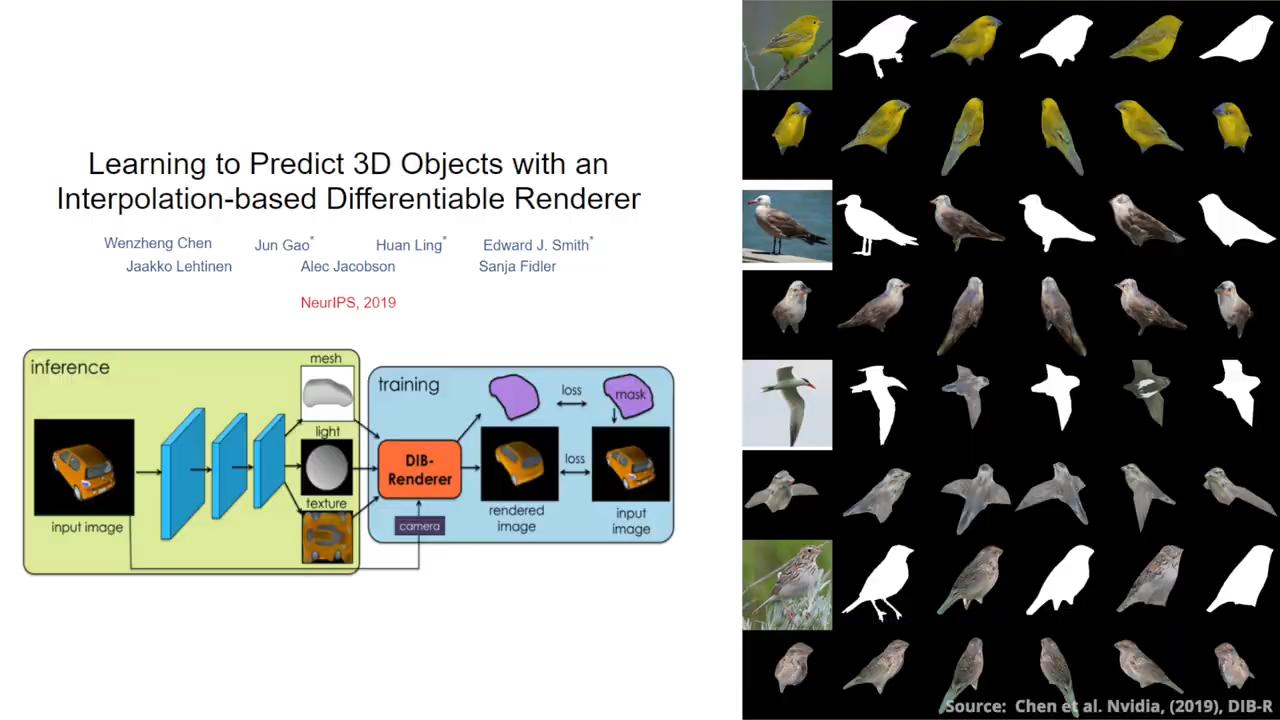 Learning to Predict 3D Objects with an
Interpolation-based Differentiable Renderer
Wenzheng Chen Jun Gao* Huan Ling* Edward J. Smith*
Jaakko Lehtinen Alec Jacobson Sanja Fidler
NeurIPS, 2019
inference
mesh
light
texture
input image
training
DIB-
Renderer
camera
loss
mask
loss
rendered
image
input
image
Source: Chen et al. Nvidia, (2019), DIB-R